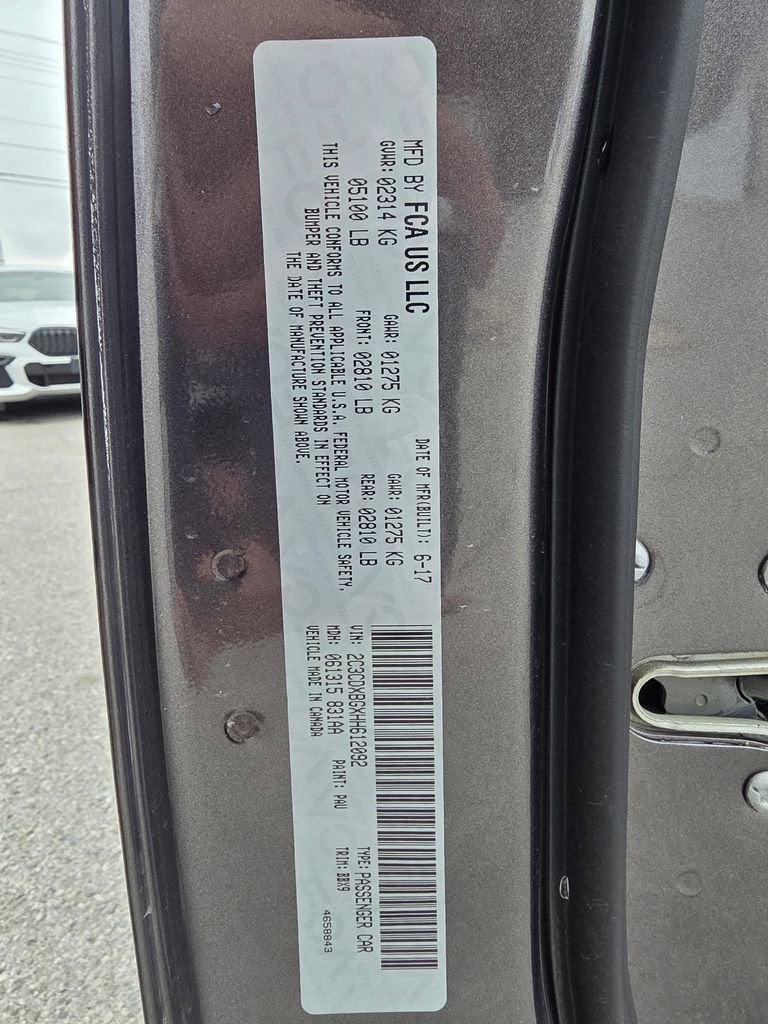 MFD BY FCA US LLC
DATE OF MFR(BUILT): 6-17
GVWR: 02314 KG
GAWR: 01275 KG
GAWR: 01275 KG
05100 LB
FRONT: 02810 LB
REAR: 02810 LB
THIS VEHICLE CONFORMS TO ALL APPLICABLE U.S.A. FEDERAL MOTOR VEHICLE SAFETY,
BUMPER AND THEFT PREVENTION STANDARDS IN EFFECT ON
THE DATE OF MANUFACTURE SHOWN ABOVE.
VIN: 2C3CDXBGXHH612092
TYPE: PASSENGER CAR
MDH: 061315 831AA
PAINT: PAU
TRIM: BBX9
VEHICLE MADE IN CANADA
4658843